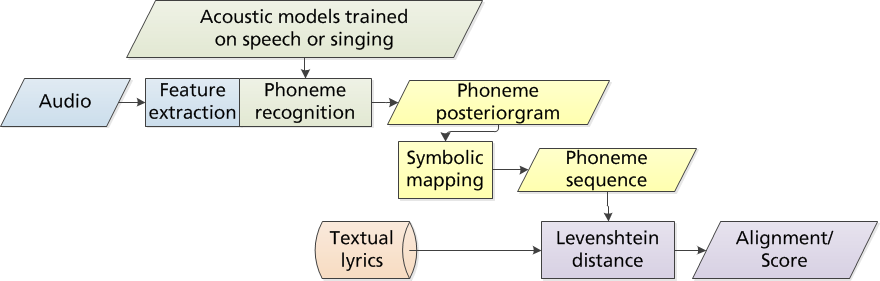 Acoustic models trained
on speech or singing
Audio
Feature
extraction
Phoneme
recognition
Phoneme
posteriorgram
Symbolic
mapping
Phoneme
sequence
Textual
lyrics
Levenshtein
distance
Alignment/
Score